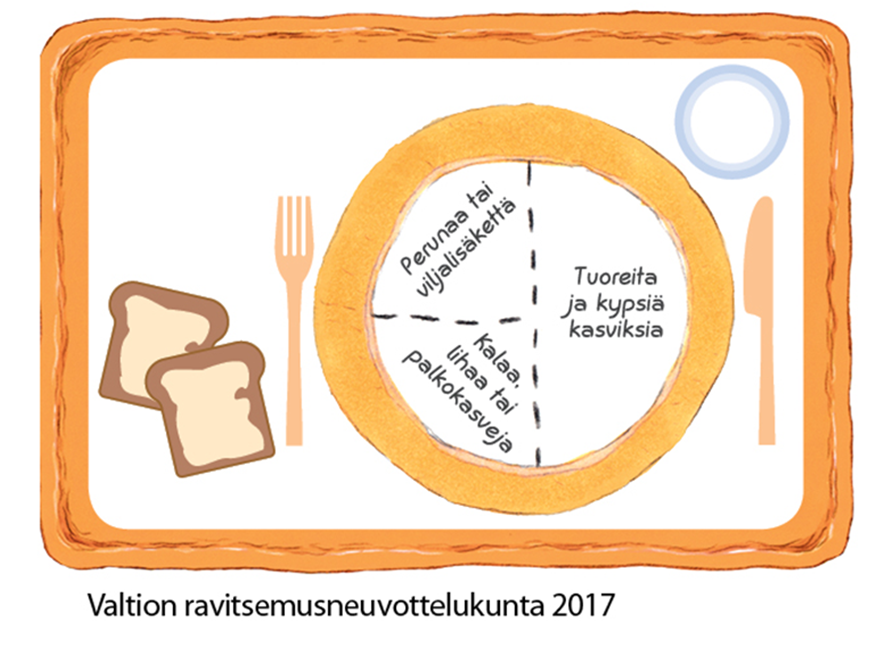 Perunaa tai
viljalisäkettä
Tuoreita
ja kypsiä
kasviksia
Kalaa,
lihaa tai
palkokasveja
Valtion ravitsemusneuvottelukunta 2017